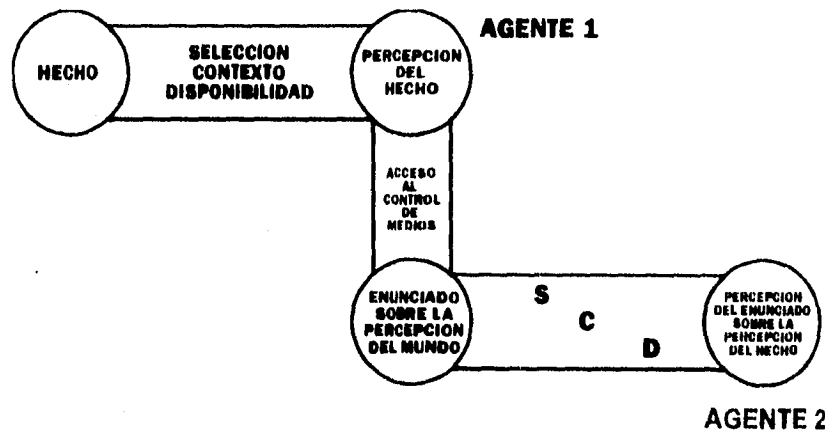 AGENTE 1
HECHO
SELECCION
CONTEXTO
DISPONIBILIDAD
PERCEPCION
DEL
HECHO
ACCESO
AL
CONTROL
DE
MEDIOS
ENUNCIADO
SOBRE LA
PERCEPCION
DEL MUNDO
S
C
D
PERCEPCION
DEL ENUNCIADO
SOBRE LA
PERCEPCION
DEL HECHO
AGENTE 2